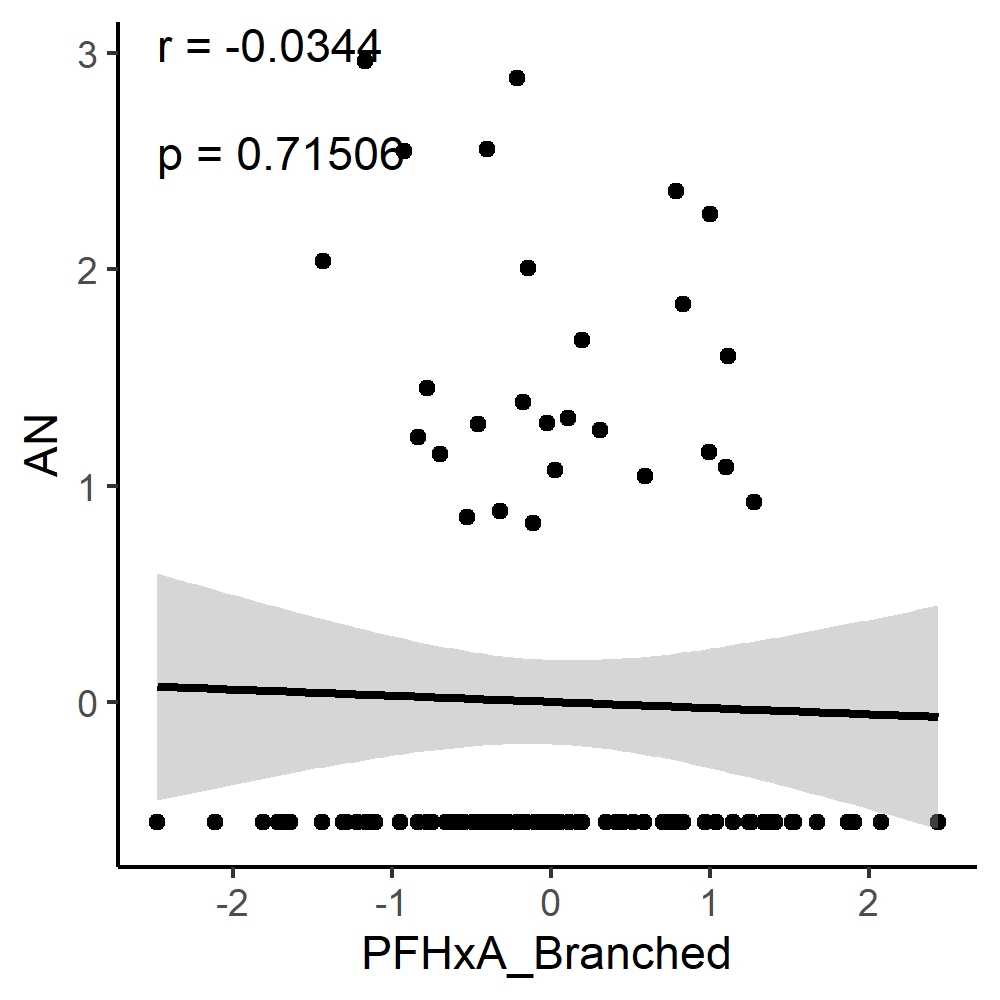 r = -0.0344
p = 0.71506
3
2
1
0
AN
-2 -1 0 1 2
PFHxA_Branched